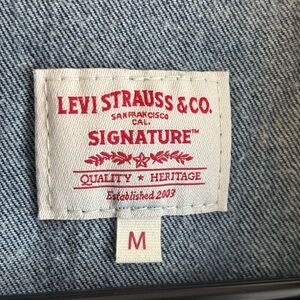 LEVI STRAUSS & CO.
SAN FRANCISCO
CAL.
SIGNATURE™
QUALITY ★ HERITAGE
Established 2003
M